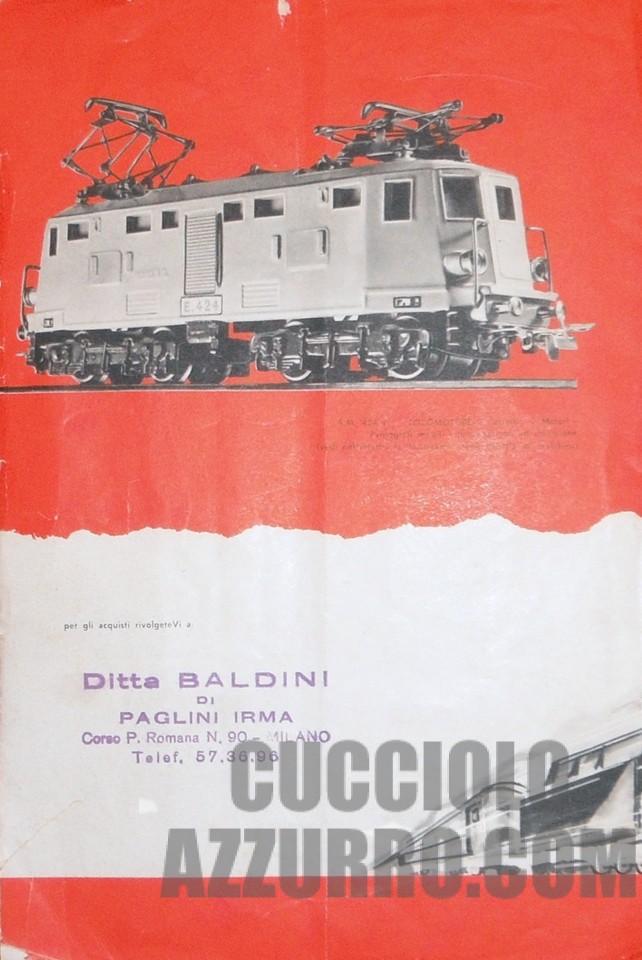 E.424
LOCOMOTORE
per gli acquisti rivolgeteVi a:
Ditta BALDINI
DI
PAGLINI IRMA
Corso P. Romana N. 90 - MILANO
Telef. 57.36.96
CUCCIOLO
AZZURRO.COM